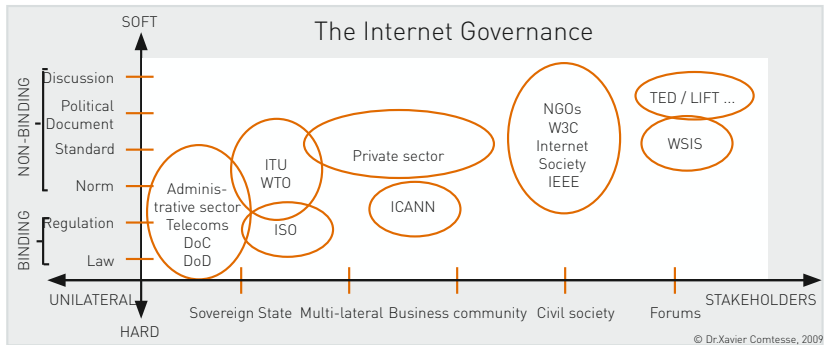 SOFT
The Internet Governance
NON-BINDING
BINDING
Discussion
Political
Document
Standard
Norm
Regulation
Law
Adminis-
trative sector
Telecoms
DoC
DoD
ITU
WTO
ISO
Private sector
ICANN
NGOs
W3C
Internet
Society
IEEE
TED / LIFT ...
WSIS
UNILATERAL
STAKEHOLDERS
HARD
Sovereign State
Multi-lateral
Business community
Civil society
Forums
© Dr.Xavier Comtesse, 2009